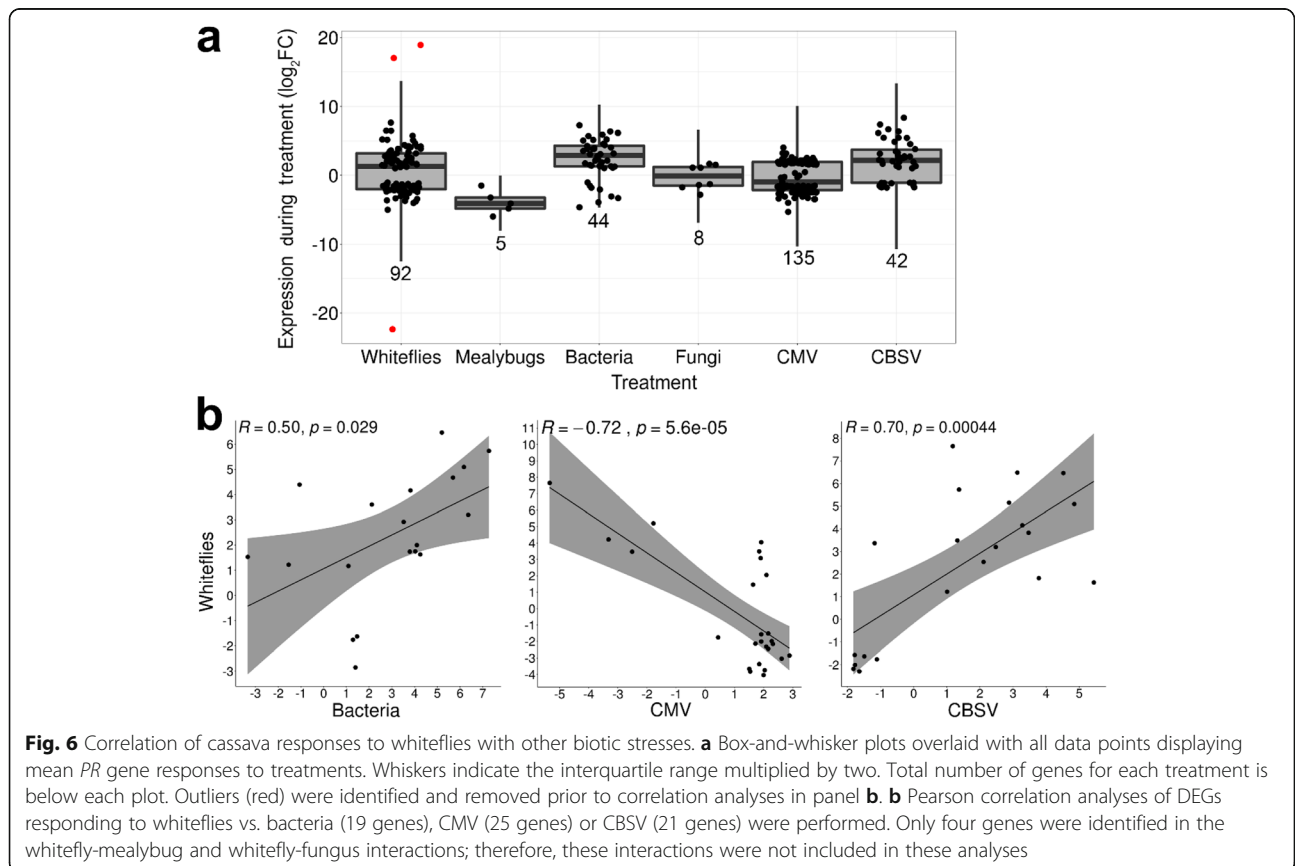 a
Expression during treatment (log2FC)
20
10
0
-10
-20
92
5
44
8
135
42
Whiteflies Mealybugs Bacteria Fungi CMV CBSV
Treatment
b
R = 0.50, p = 0.029
Whiteflies
6
5
4
3
2
1
0
-1
-2
-3
-3 -2 -1 0 1 2 3 4 5 6 7
Bacteria
R = −0.72 , p = 5.6e-05
11
10
9
8
7
6
5
4
3
2
1
0
-1
-2
-3
-4
-5 -4 -3 -2 -1 0 1 2 3
CMV
R = 0.70, p = 0.00044
8
7
6
5
4
3
2
1
0
-1
-2
-2 -1 0 1 2 3 4 5
CBSV
Fig. 6 Correlation of cassava responses to whiteflies with other biotic stresses. a Box-and-whisker plots overlaid with all data points displaying
mean PR gene responses to treatments. Whiskers indicate the interquartile range multiplied by two. Total number of genes for each treatment is
below each plot. Outliers (red) were identified and removed prior to correlation analyses in panel b. b Pearson correlation analyses of DEGs
responding to whiteflies vs. bacteria (19 genes), CMV (25 genes) or CBSV (21 genes) were performed. Only four genes were identified in the
whitefly-mealybug and whitefly-fungus interactions; therefore, these interactions were not included in these analyses